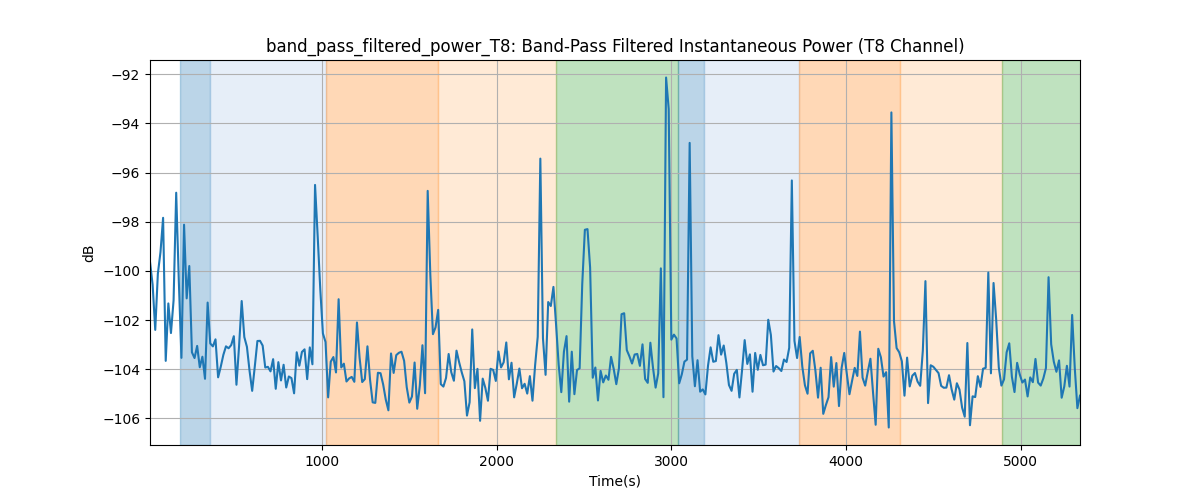 band_pass_filtered_power_T8: Band-Pass Filtered Instantaneous Power (T8 Channel)
−92
−94
−96
−98
−100
−102
−104
−106
dB
1000 2000 3000 4000 5000
Time(s)